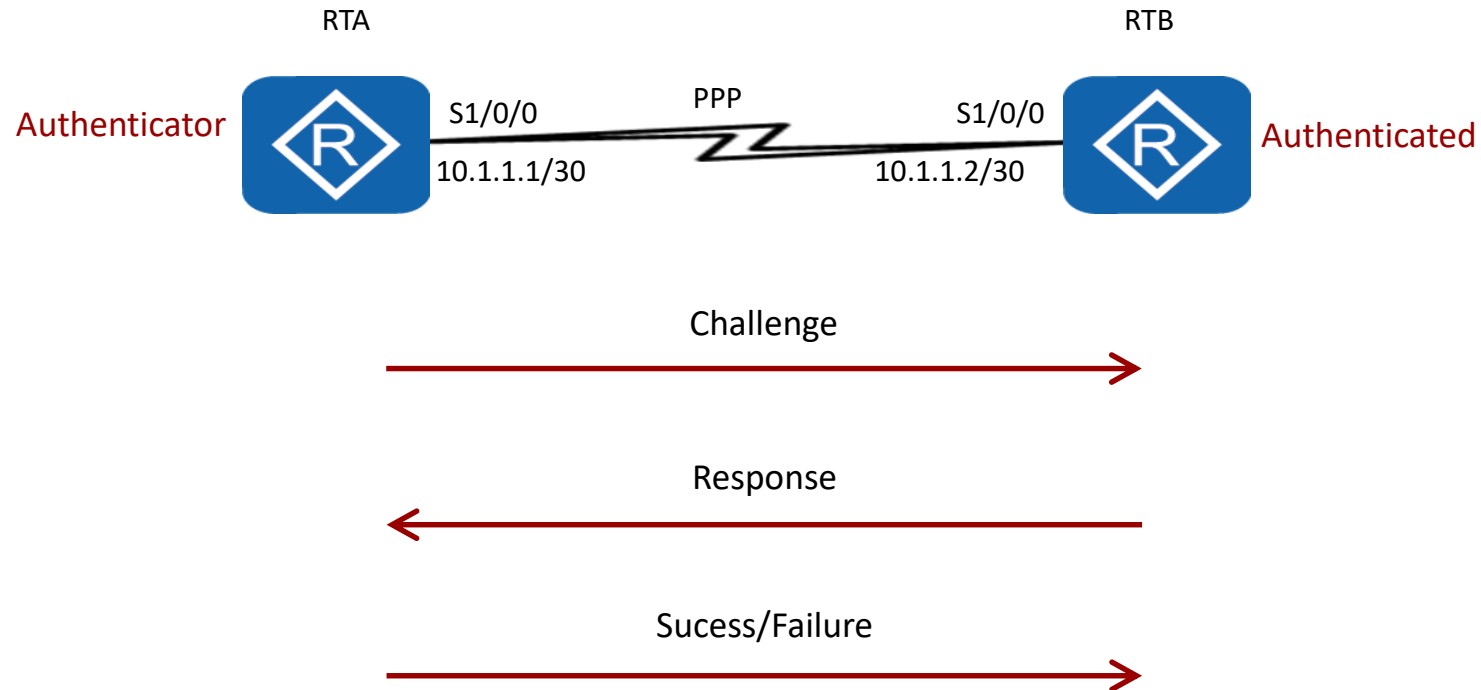 RTA
RTB
Authenticator
R
S1/0/0
PPP
S1/0/0
R
Authenticated
10.1.1.1/30
10.1.1.2/30
Challenge
Response
Sucess/Failure